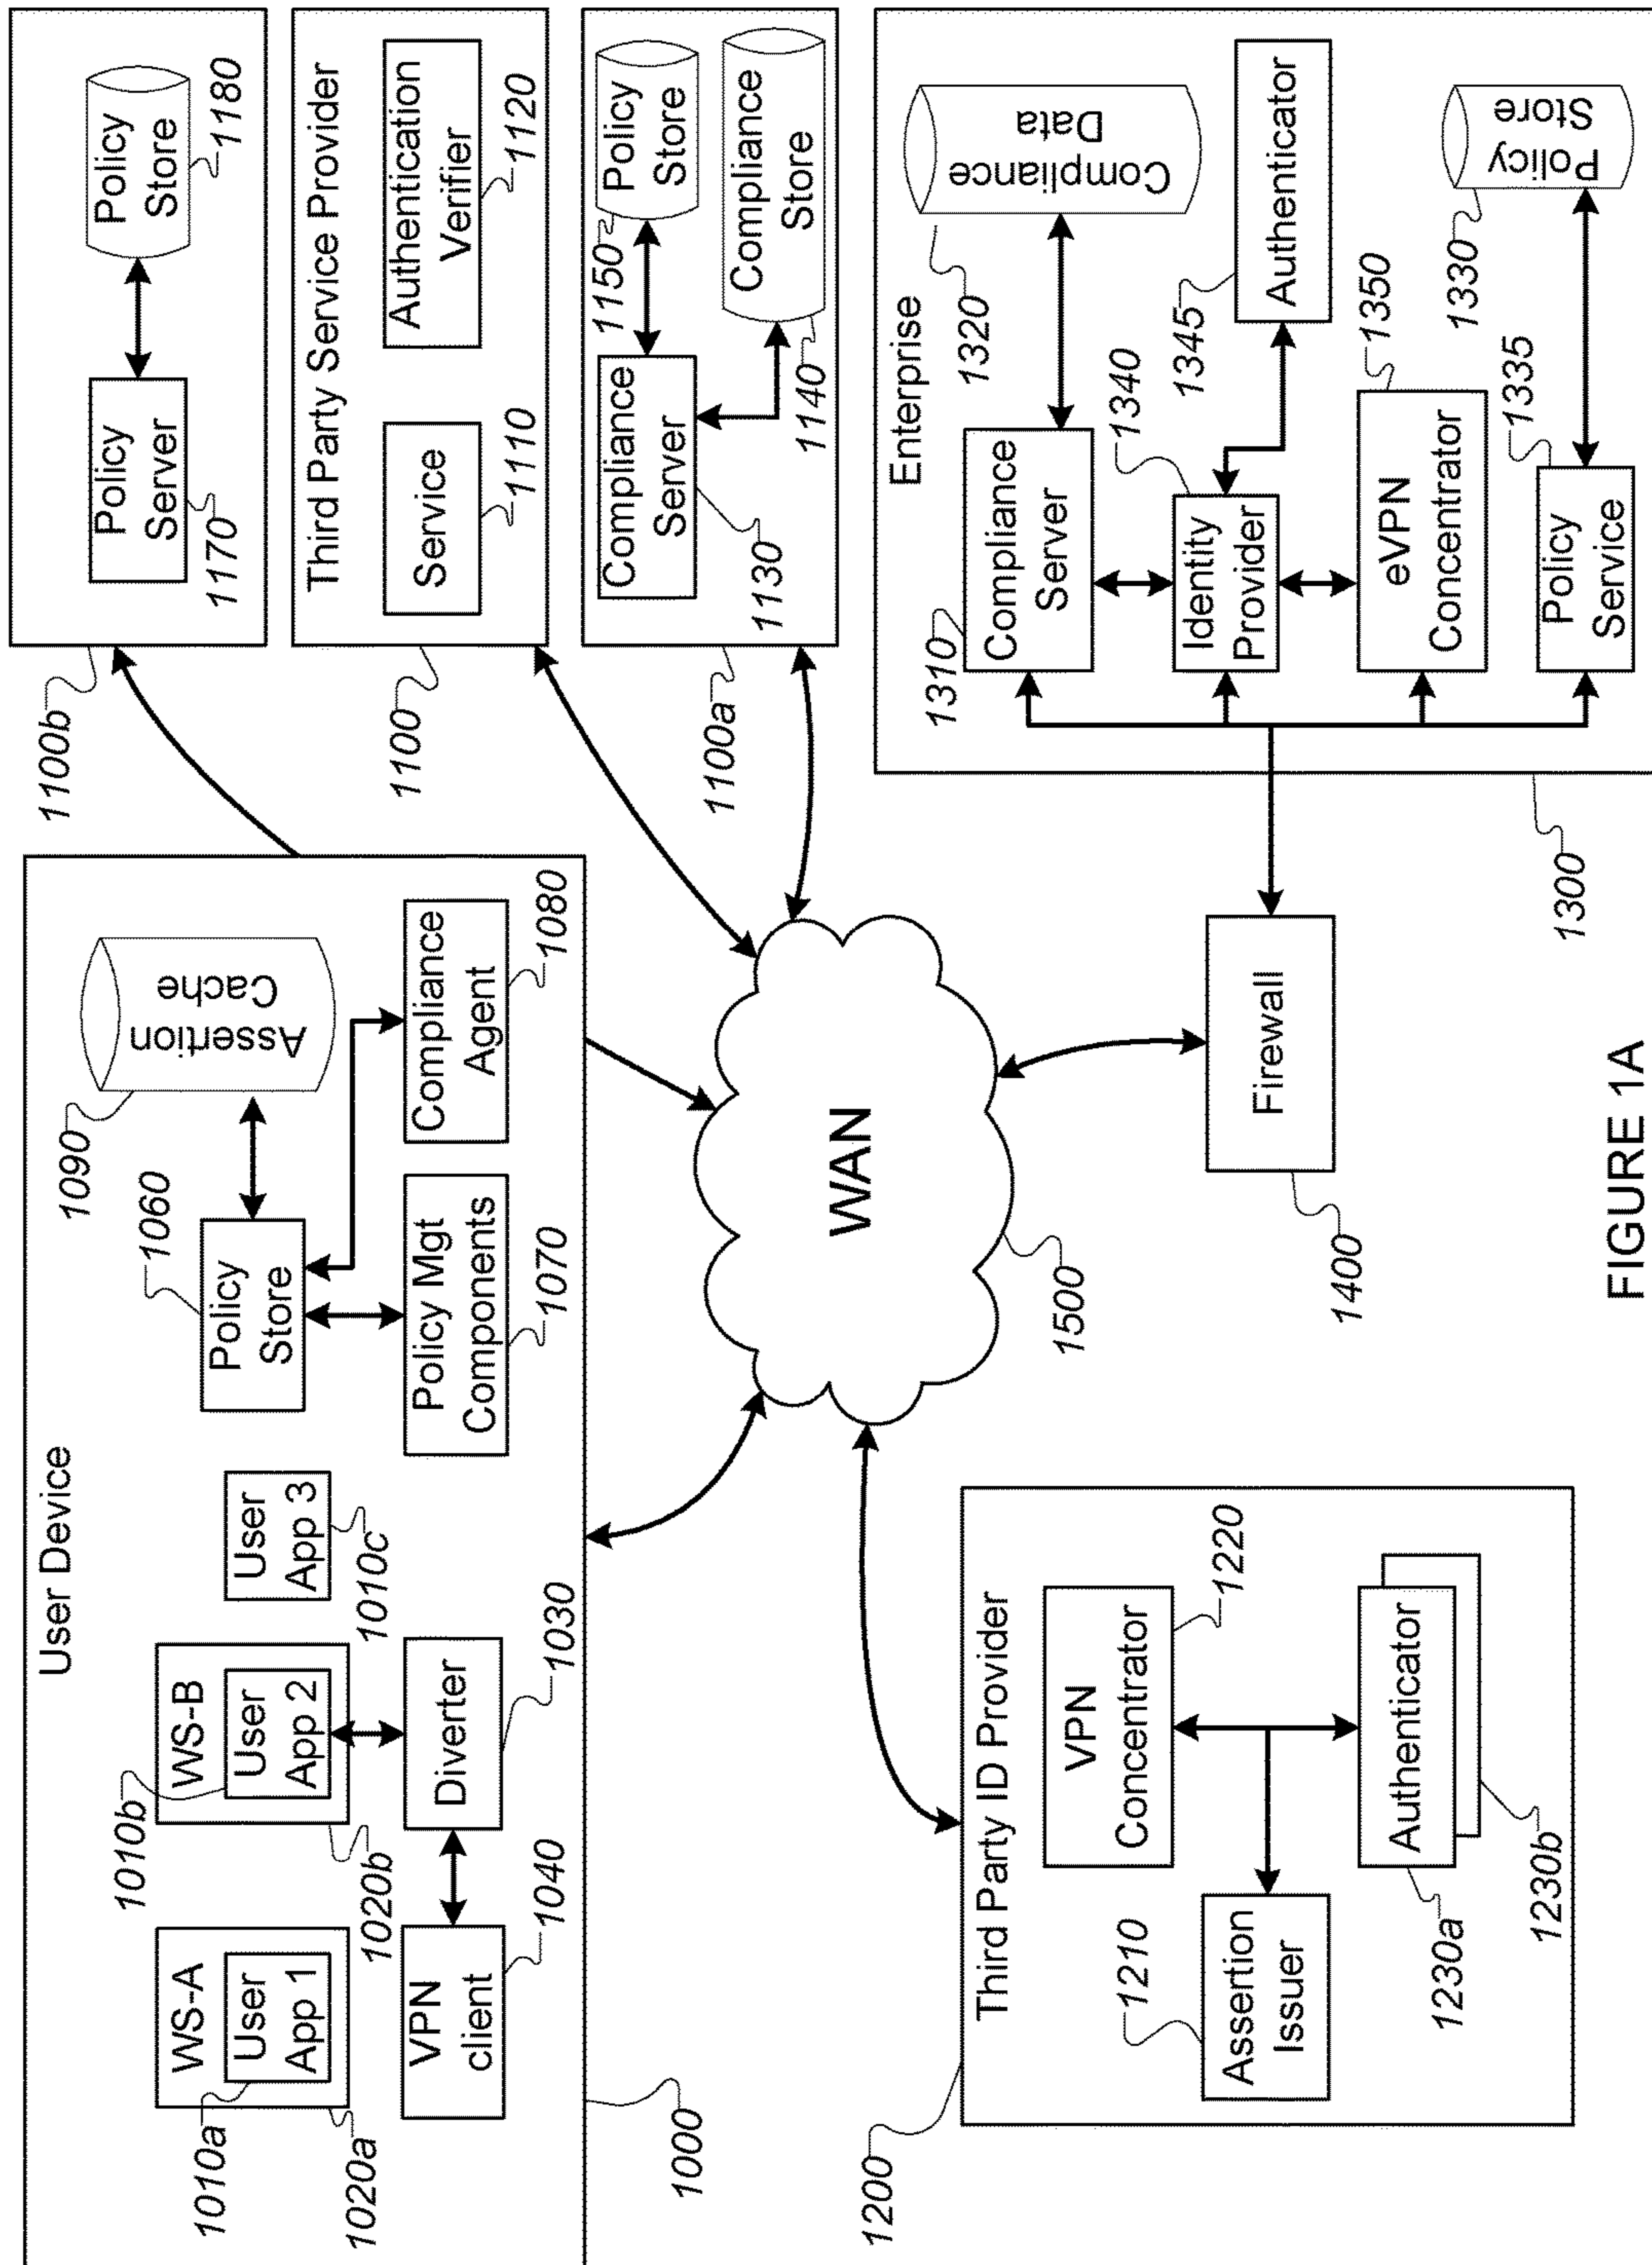 User Device
WS-A
User
App 1
1010a
1020a
WS-B
User
App 2
1010b
1020b
User
App 3
1010c
VPN
client
1040
Diverter
1030
Policy
Store
1060
Assertion
Cache
1090
Policy Mgt
Components
1070
Compliance
Agent
1080
1000
1100b
Policy
Server
1170
Policy
Store
1180
Third Party Service Provider
1100
Service
1110
Authentication
Verifier
1120
1100a
Compliance
Server
1130
1150
Policy
Store
Compliance
Store
1140
WAN
1500
Third Party ID Provider
1200
VPN
Concentrator
1220
1210
Assertion
Issuer
Authenticator
1230a
1230b
Firewall
1400
Enterprise
1300
1310
Compliance
Server
Compliance
Data
1320
1340
Identity
Provider
1345
Authenticator
eVPN
Concentrator
1350
Policy
Service
1335
Policy
Store
1330
FIGURE 1A